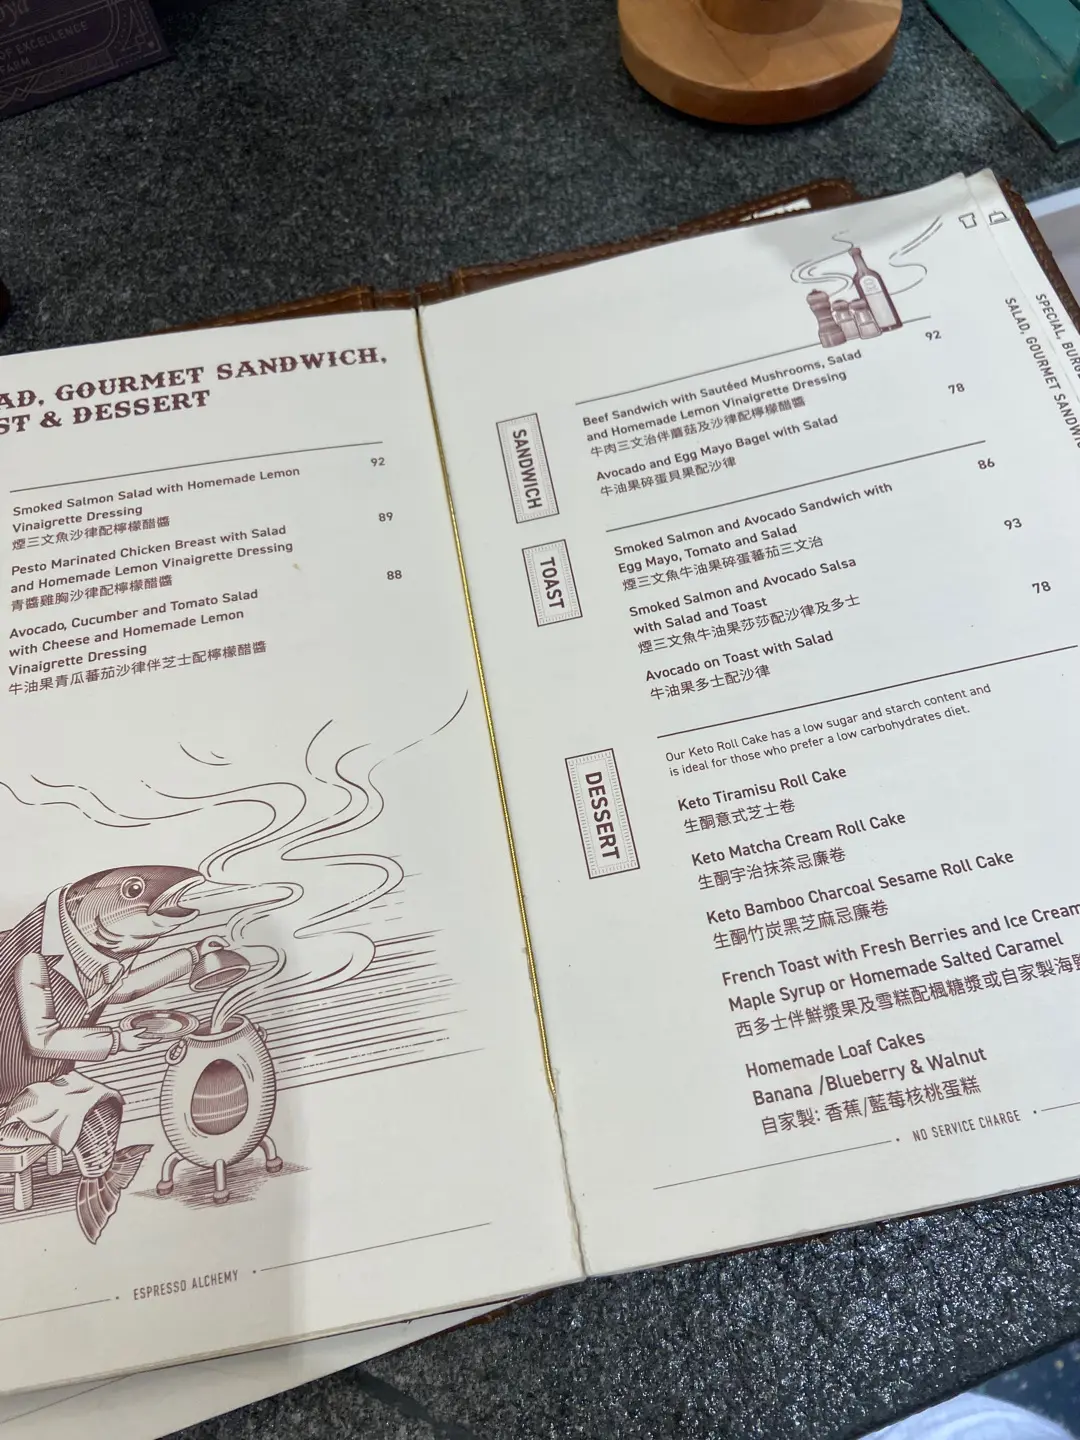 OF EXCELLENCE
FARM
AD, GOURMET SANDWICH,
ST & DESSERT
Smoked Salmon Salad with Homemade Lemon 92
Vinaigrette Dressing
煙三文魚沙律配檸檬醋醬
Pesto Marinated Chicken Breast with Salad 89
and Homemade Lemon Vinaigrette Dressing
青醬雞胸沙律配檸檬醋醬
Avocado, Cucumber and Tomato Salad 88
with Cheese and Homemade Lemon
Vinaigrette Dressing
牛油果青瓜蕃茄沙律伴芝士配檸檬醋醬
ESPRESSO ALCHEMY
SANDWICH
Beef Sandwich with Sautéed Mushrooms, Salad 92
and Homemade Lemon Vinaigrette Dressing
牛肉三文治伴蘑菇及沙律配檸檬醋醬
Avocado and Egg Mayo Bagel with Salad 78
牛油果碎蛋貝果配沙律
TOAST
Smoked Salmon and Avocado Sandwich with 86
Egg Mayo, Tomato and Salad
煙三文魚牛油果碎蛋蕃茄三文治
Smoked Salmon and Avocado Salsa 93
with Salad and Toast
煙三文魚牛油果莎莎配沙律及多士
Avocado on Toast with Salad 78
牛油果多士配沙律
DESSERT
Our Keto Roll Cake has a low sugar and starch content and
is ideal for those who prefer a low carbohydrates diet.
Keto Tiramisu Roll Cake
生酮意式芝士卷
Keto Matcha Cream Roll Cake
生酮宇治抹茶忌廉卷
Keto Bamboo Charcoal Sesame Roll Cake
生酮竹炭黑芝麻忌廉卷
French Toast with Fresh Berries and Ice Cream
Maple Syrup or Homemade Salted Caramel
西多士伴鮮漿果及雪糕配楓糖漿或自家製海鹽
Homemade Loaf Cakes
Banana /Blueberry & Walnut
自家製: 香蕉/藍莓核桃蛋糕
NO SERVICE CHARGE
SALAD, GOURMET SANDW
SPECIAL, BURG